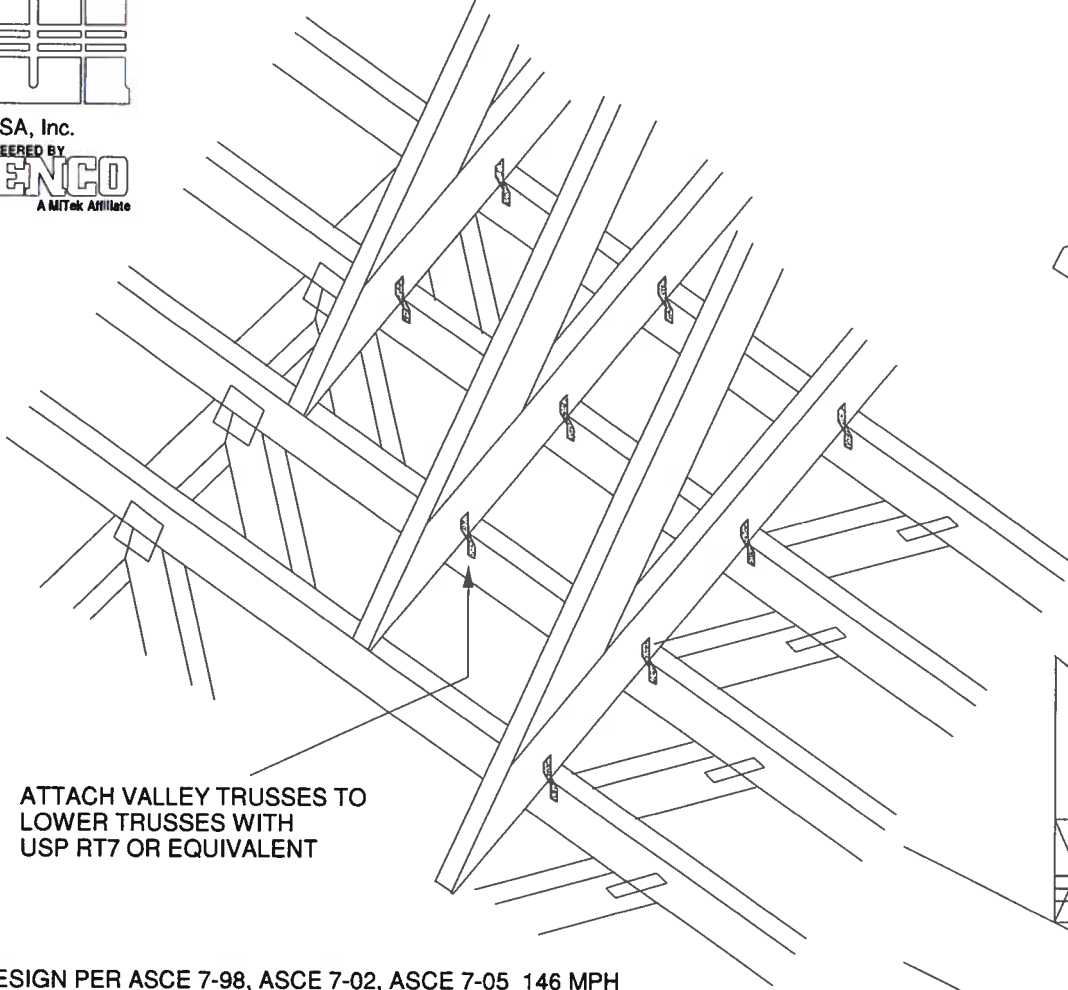 SA, Inc.
EERED BY
ENCO
A MiTek Affiliate
ATTACH VALLEY TRUSSES TO
LOWER TRUSSES WITH
USP RT7 OR EQUIVALENT
ESIGN PER ASCE 7-98, ASCE 7-02, ASCE 7-05 146 MPH